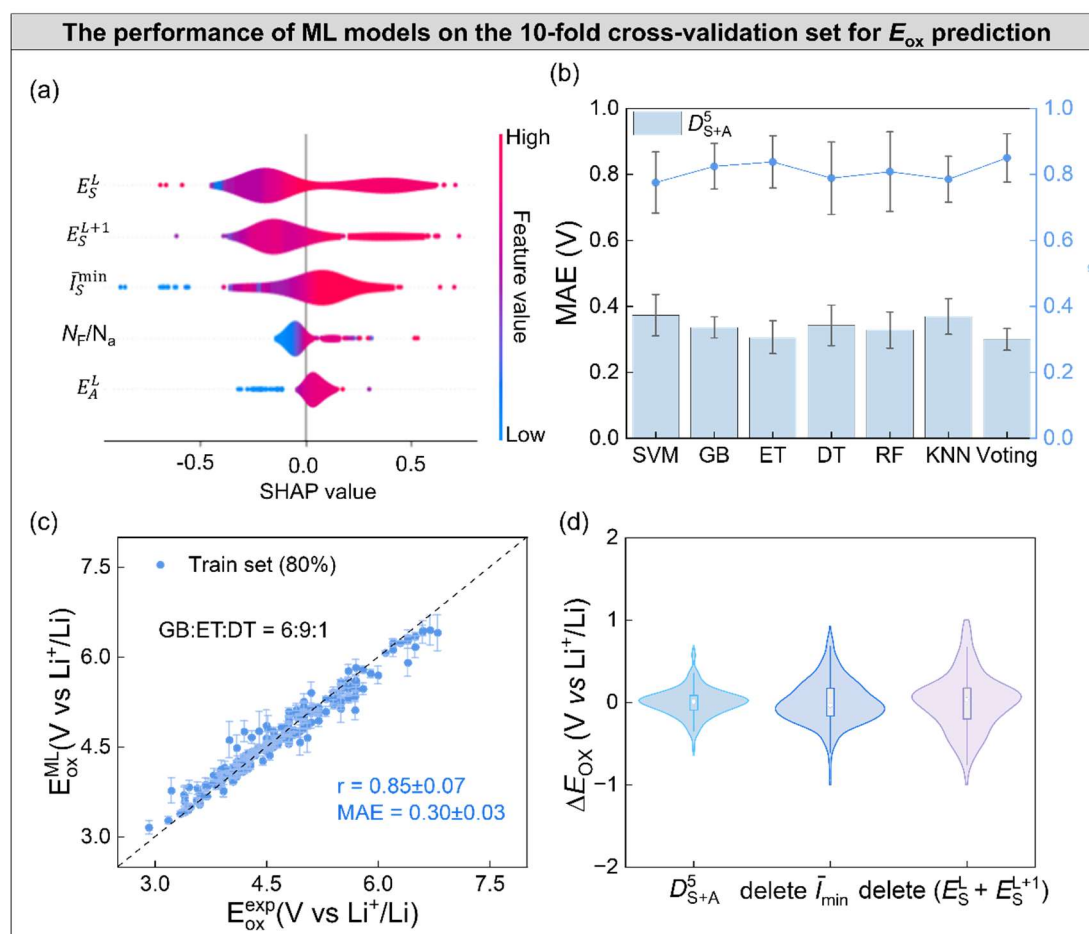 The performance of ML models on the 10-fold cross-validation set for E_ox prediction
(a)
E_S^L
E_S^{L+1}
Ī_S^min
N_F/N_a
E_A^L
-0.5 0.0 0.5
SHAP value
High
Feature value
Low
(b)
D_{S+A}^5
MAE (V)
1.0
0.8
0.6
0.4
0.2
0.0
1.0
0.8
0.6
0.4
0.2
0.0
SVM GB ET DT RF KNN Voting
(c)
Train set (80%)
GB:ET:DT = 6:9:1
r = 0.85±0.07
MAE = 0.30±0.03
E_ox^ML(V vs Li⁺/Li)
7.5
6.0
4.5
3.0
3.0 4.5 6.0 7.5
E_ox^exp(V vs Li⁺/Li)
(d)
ΔE_OX (V vs Li⁺/Li)
2
1
0
−1
−2
D_{S+A}^5 delete Ī_min delete (E_S^L + E_S^{L+1})